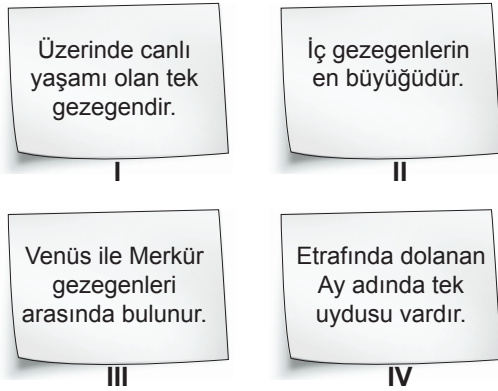 Üzerinde canlı
yaşamı olan tek
gezegendir.
I
İç gezegenlerin
en büyüğüdür.
II
Venüs ile Merkür
gezegenleri
arasında bulunur.
III
Etrafında dolanan
Ay adında tek
uydusu vardır.
IV